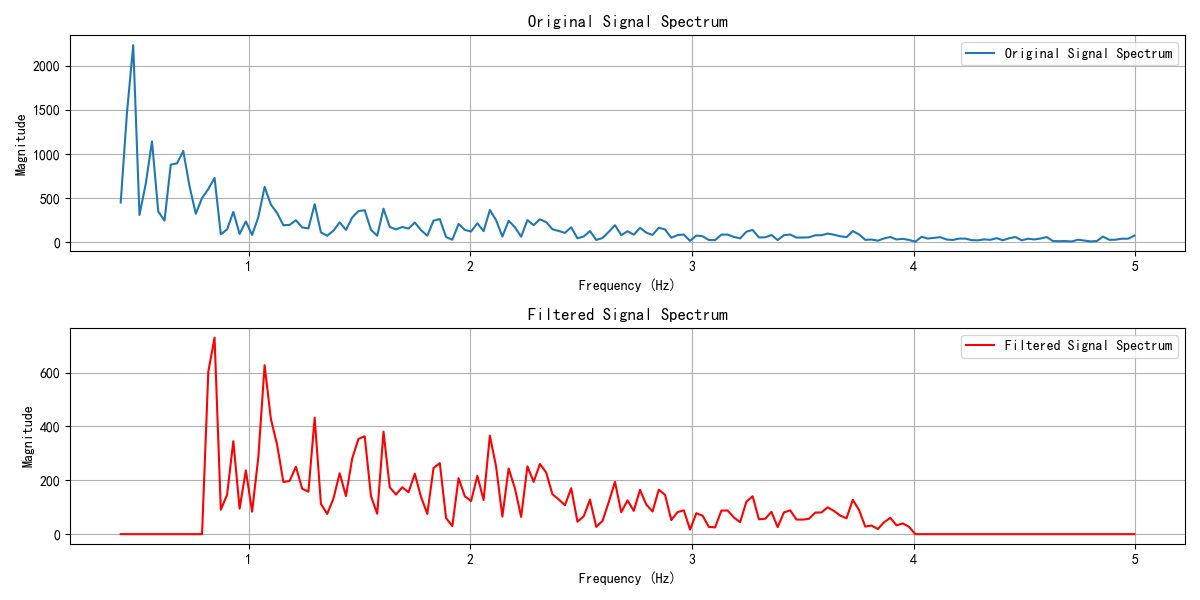 Original Signal Spectrum
Original Signal Spectrum
Magnitude
2000
1500
1000
500
0
1 2 3 4 5
Frequency (Hz)
Filtered Signal Spectrum
Filtered Signal Spectrum
Magnitude
600
400
200
0
1 2 3 4 5
Frequency (Hz)